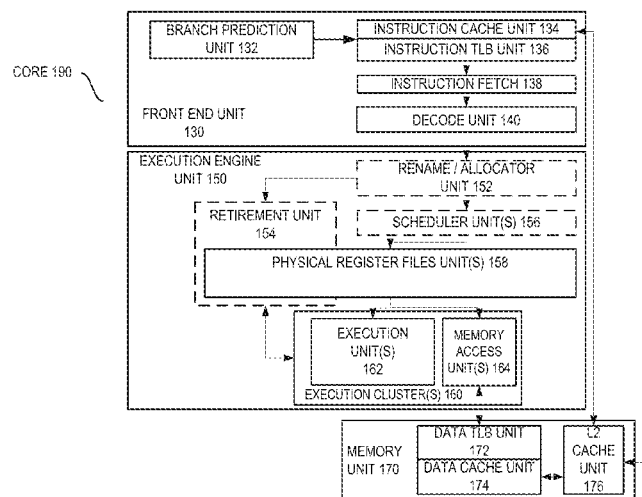 BRANCH PREDICTION
UNIT 132
INSTRUCTION CACHE UNIT 134
INSTRUCTION TLB UNIT 136
CORE 190
INSTRUCTION FETCH 138
FRONT END UNIT
130
DECODE UNIT 140
EXECUTION ENGINE
UNIT 150
RENAME / ALLOCATOR
UNIT 152
RETIREMENT UNIT
154
SCHEDULER UNIT(S) 156
PHYSICAL REGISTER FILES UNIT(S) 158
EXECUTION
UNIT(S)
162
MEMORY
ACCESS
UNIT(S) 164
EXECUTION CLUSTER(S) 160
MEMORY
UNIT 170
DATA TLB UNIT
172
DATA CACHE UNIT
174
L2
CACHE
UNIT
176